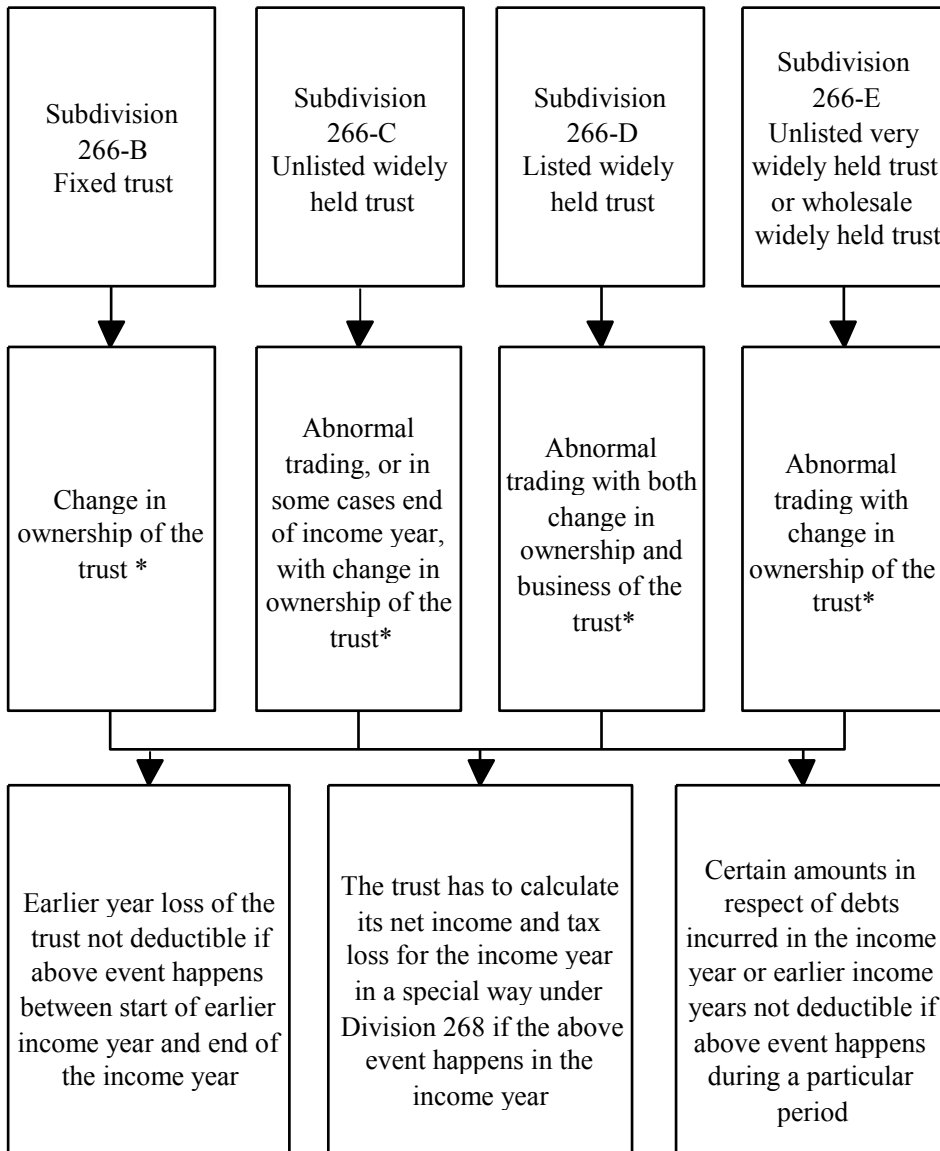 Subdivision
266-B
Fixed trust
Subdivision
266-C
Unlisted widely
held trust
Subdivision
266-D
Listed widely
held trust
Subdivision
266-E
Unlisted very
widely held trust
or wholesale
widely held trust
Change in
ownership of the
trust *
Abnormal
trading, or in
some cases end
of income year,
with change in
ownership of the
trust*
Abnormal
trading with both
change in
ownership and
business of the
trust*
Abnormal
trading with
change in
ownership of the
trust*
Earlier year loss of the
trust not deductible if
above event happens
between start of earlier
income year and end of
the income year
The trust has to calculate
its net income and tax
loss for the income year
in a special way under
Division 268 if the above
event happens in the
income year
Certain amounts in
respect of debts
incurred in the income
year or earlier income
years not deductible if
above event happens
during a particular
period